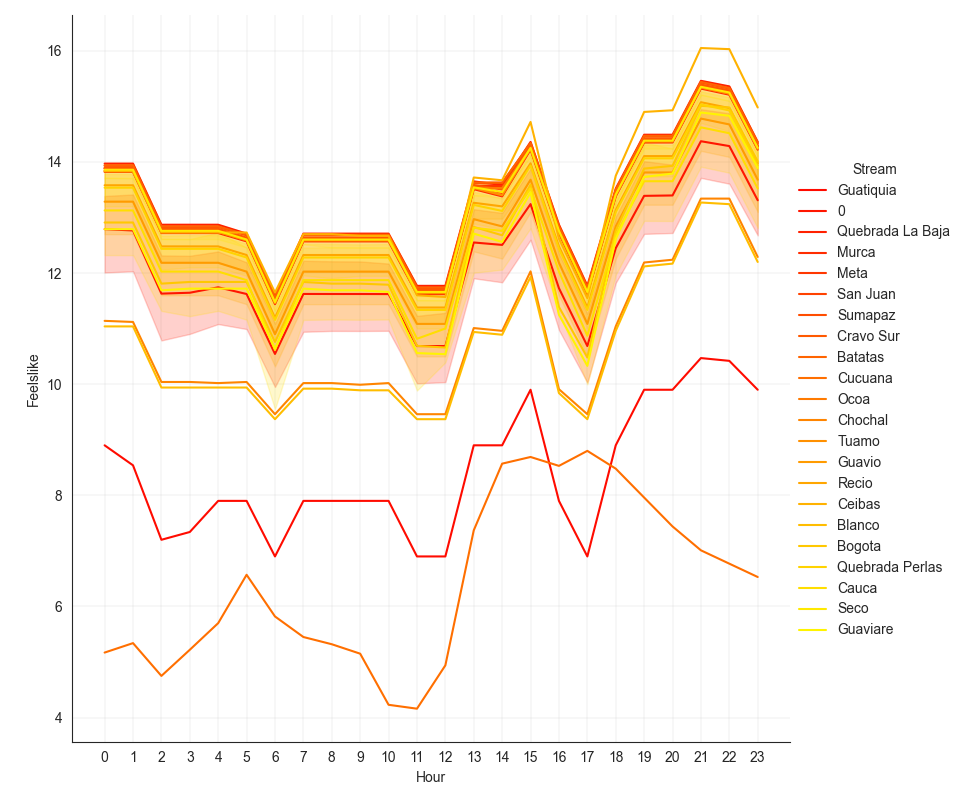 16
14
12
10
8
6
4
Feelslike
0 1 2 3 4 5 6 7 8 9 10 11 12 13 14 15 16 17 18 19 20 21 22 23
Hour
Stream
Guatiquia
0
Quebrada La Baja
Murca
Meta
San Juan
Sumapaz
Cravo Sur
Batatas
Cucuana
Ocoa
Chochal
Tuamo
Guavio
Recio
Ceibas
Blanco
Bogota
Quebrada Perlas
Cauca
Seco
Guaviare